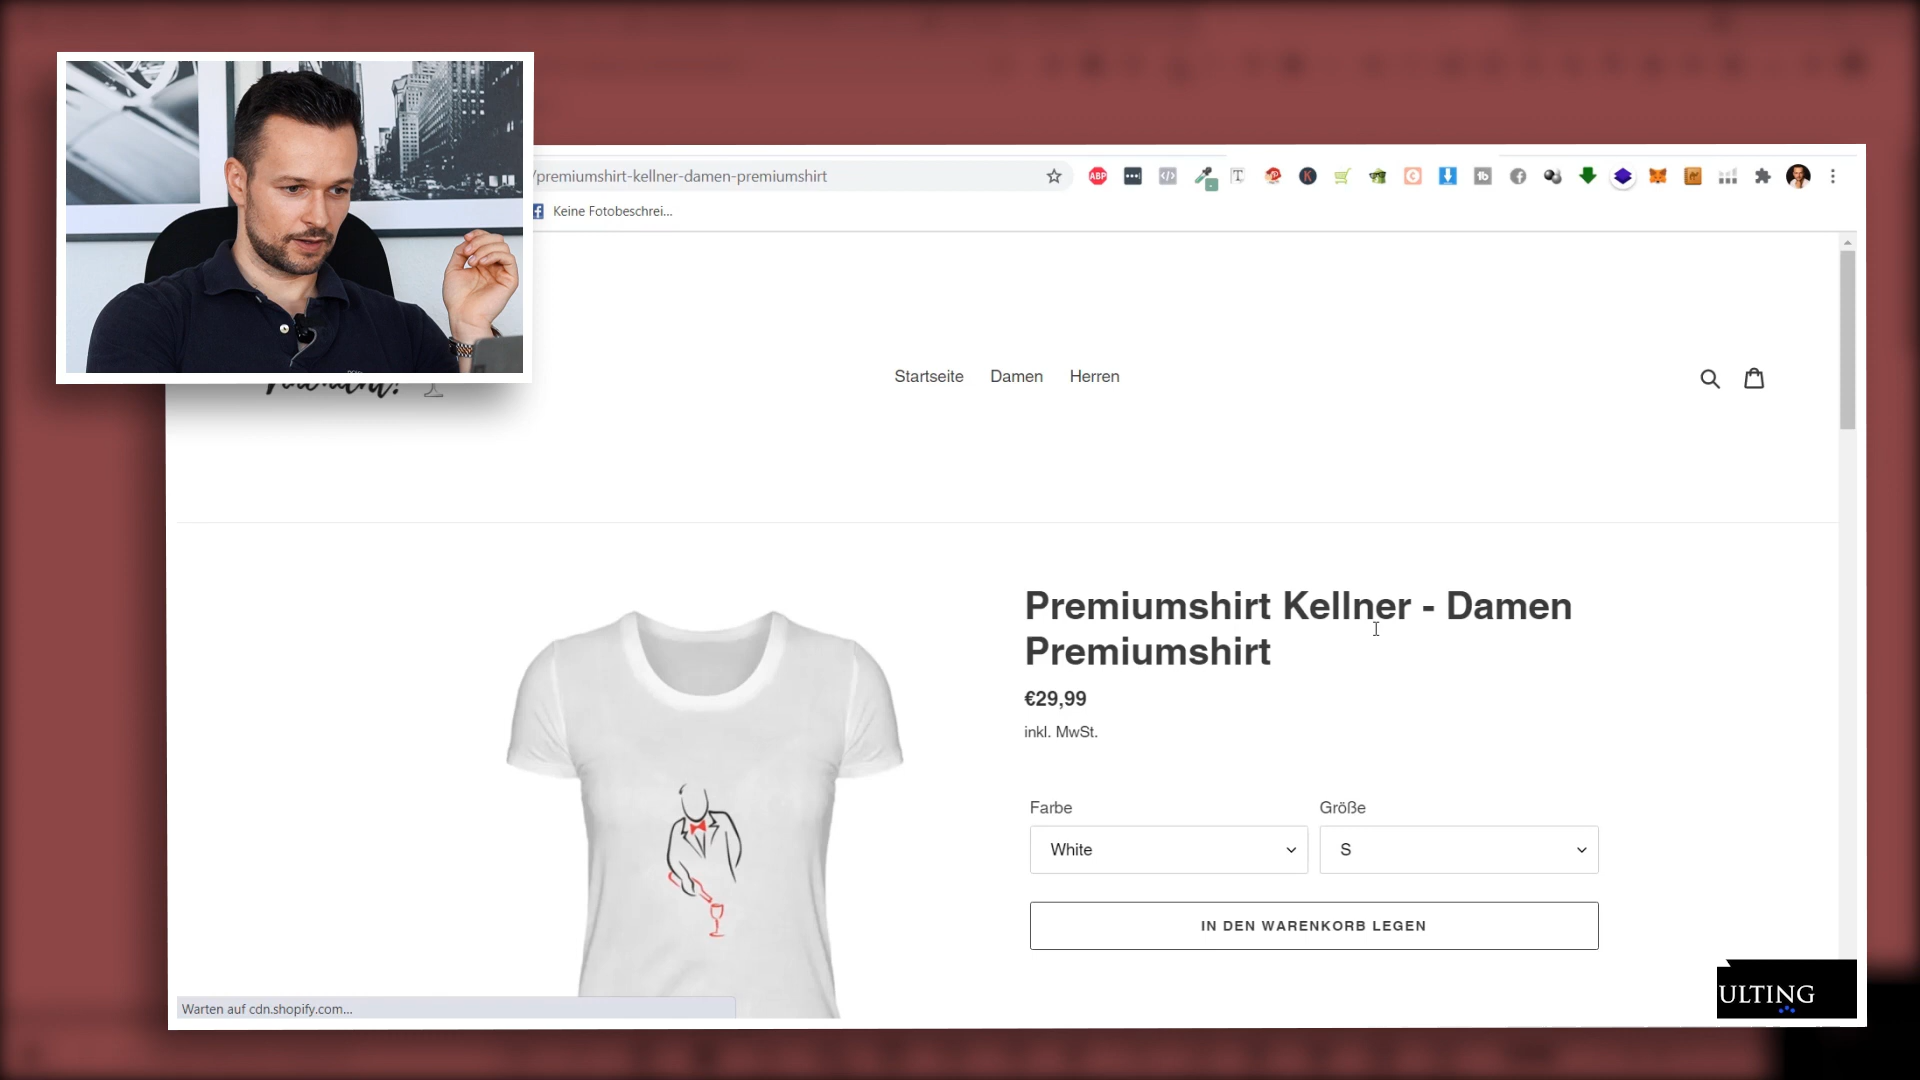 /premiumshirt-kellner-damen-premiumshirt
ABP
Keine Fotobeschrei...
Startseite
Damen
Herren
Premiumshirt Kellner - Damen
Premiumshirt
€29,99
inkl. MwSt.
Farbe
Größe
White
S
IN DEN WARENKORB LEGEN
ULTING
Warten auf cdn.shopify.com...